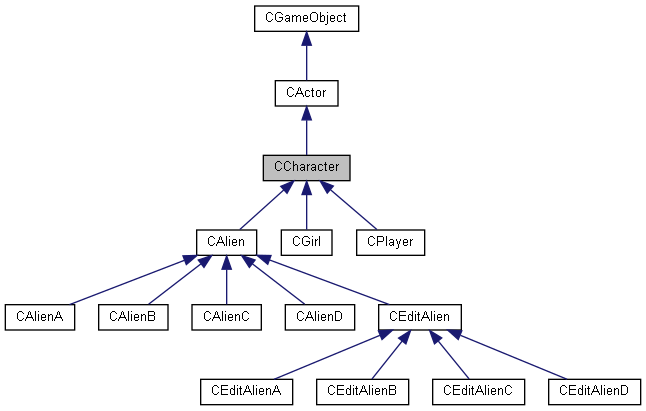 CGameObject
CActor
CCharacter
CAlien
CGirl
CPlayer
CAlienA
CAlienB
CAlienC
CAlienD
CEditAlien
CEditAlienA
CEditAlienB
CEditAlienC
CEditAlienD